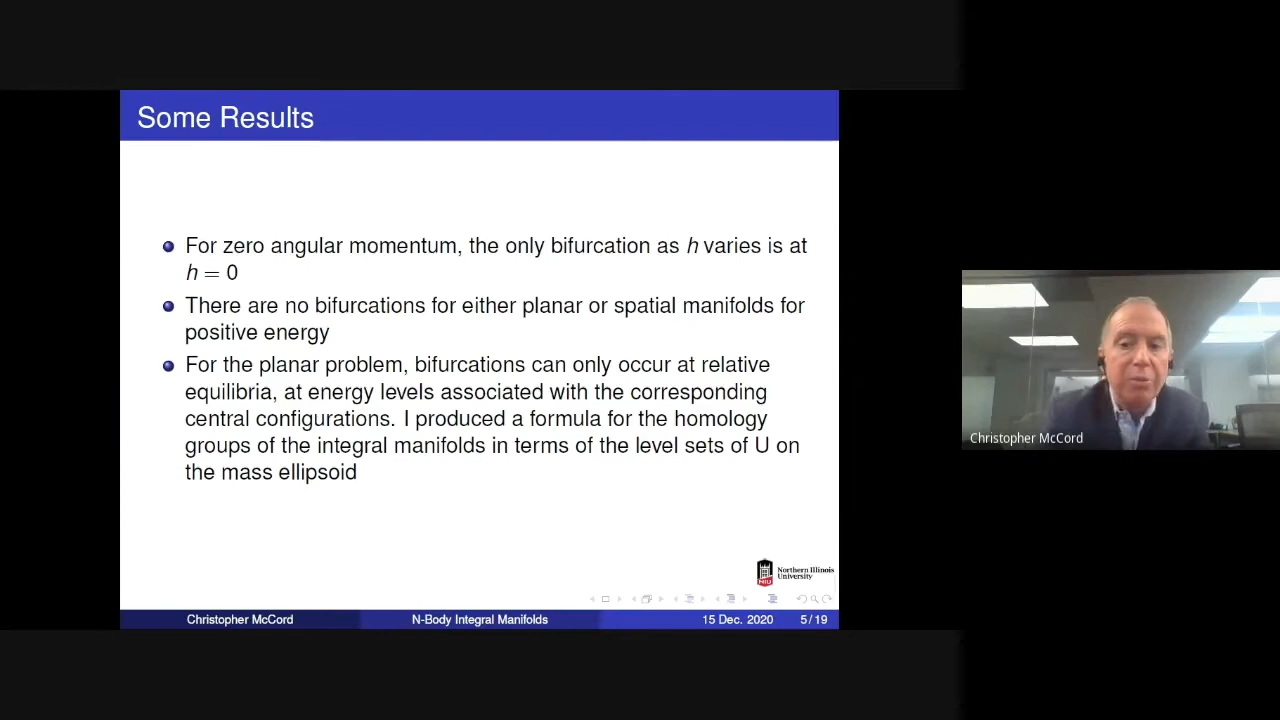 Some Results
For zero angular momentum, the only bifurcation as h varies is at
h = 0
There are no bifurcations for either planar or spatial manifolds for
positive energy
For the planar problem, bifurcations can only occur at relative
equilibria, at energy levels associated with the corresponding
central configurations. I produced a formula for the homology
groups of the integral manifolds in terms of the level sets of U on
the mass ellipsoid
NIU
Northern Illinois
University
Christopher McCord
N-Body Integral Manifolds
15 Dec. 2020
5 / 19
Christopher McCord